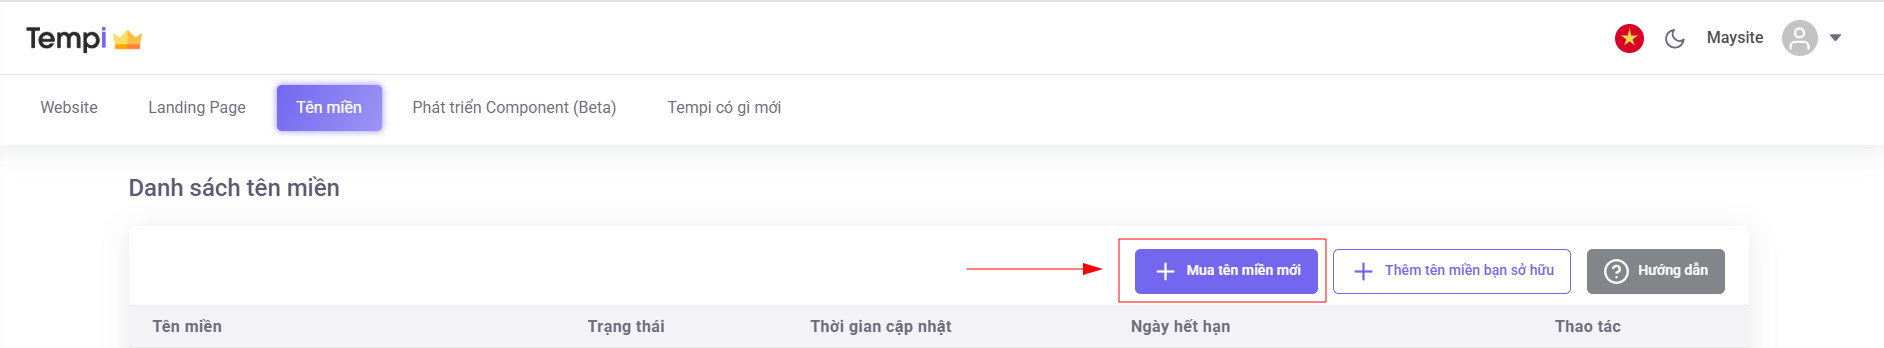 Tempi
Maysite
Website Landing Page Tên miền Phát triển Component (Beta) Tempi có gì mới
Danh sách tên miền
Mua tên miền mới Thêm tên miền bạn sở hữu Hướng dẫn
Tên miền Trạng thái Thời gian cập nhật Ngày hết hạn Thao tác